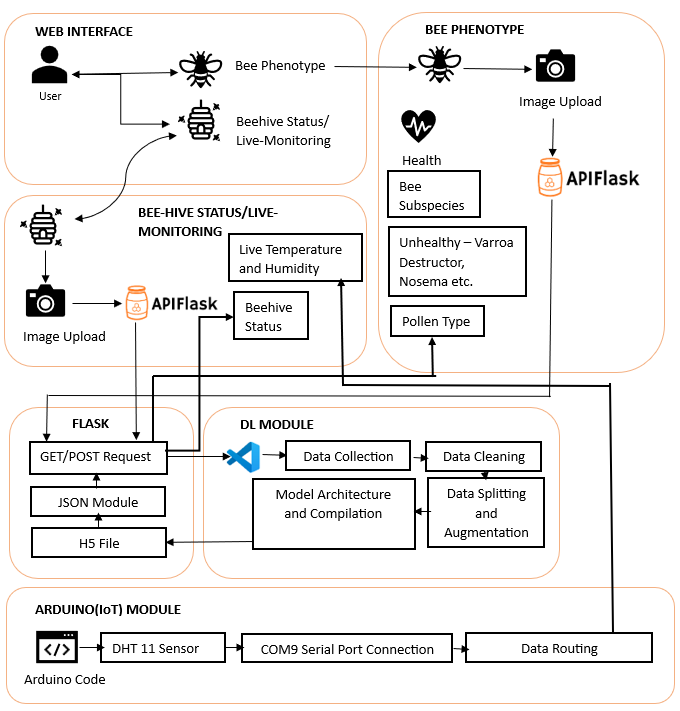 WEB INTERFACE
User
Bee Phenotype
Beehive Status/
Live-Monitoring
BEE PHENOTYPE
Image Upload
APIFlask
Health
Bee
Subspecies
Unhealthy – Varroa
Destructor,
Nosema etc.
Pollen Type
BEE-HIVE STATUS/LIVE-
MONITORING
Live Temperature
and Humidity
Image Upload
APIFlask
Beehive
Status
FLASK
GET/POST Request
JSON Module
H5 File
DL MODULE
Data Collection
Data Cleaning
Model Architecture
and Compilation
Data Splitting
and
Augmentation
ARDUINO(IoT) MODULE
Arduino Code
DHT 11 Sensor
COM9 Serial Port Connection
Data Routing